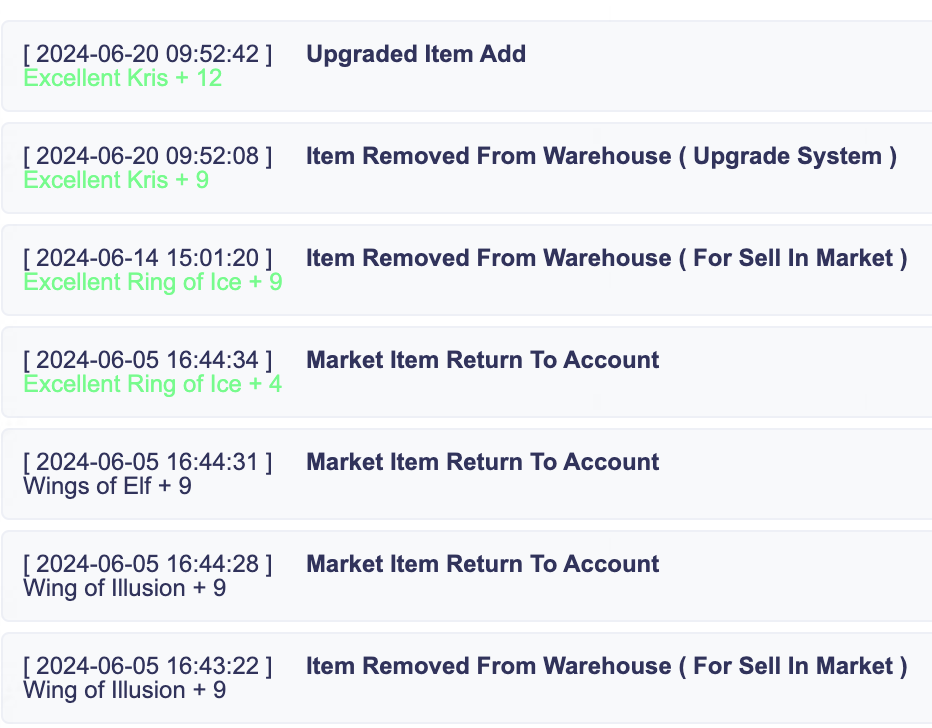 [ 2024-06-20 09:52:42 ] Upgraded Item Add
Excellent Kris + 12
[ 2024-06-20 09:52:08 ] Item Removed From Warehouse ( Upgrade System )
Excellent Kris + 9
[ 2024-06-14 15:01:20 ] Item Removed From Warehouse ( For Sell In Market )
Excellent Ring of Ice + 9
[ 2024-06-05 16:44:34 ] Market Item Return To Account
Excellent Ring of Ice + 4
[ 2024-06-05 16:44:31 ] Market Item Return To Account
Wings of Elf + 9
[ 2024-06-05 16:44:28 ] Market Item Return To Account
Wing of Illusion + 9
[ 2024-06-05 16:43:22 ] Item Removed From Warehouse ( For Sell In Market )
Wing of Illusion + 9